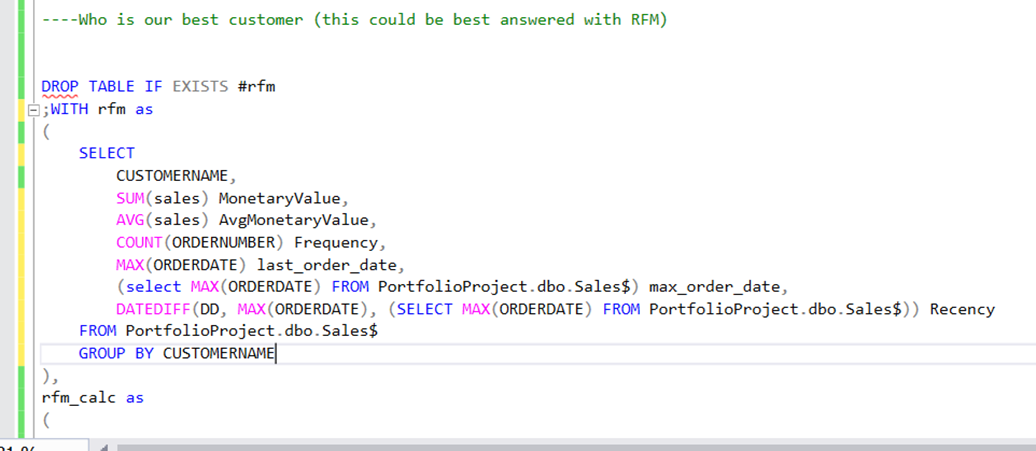 ----Who is our best customer (this could be best answered with RFM)
DROP TABLE IF EXISTS #rfm
;WITH rfm as
(
SELECT
CUSTOMERNAME,
SUM(sales) MonetaryValue,
AVG(sales) AvgMonetaryValue,
COUNT(ORDERNUMBER) Frequency,
MAX(ORDERDATE) last_order_date,
(select MAX(ORDERDATE) FROM PortfolioProject.dbo.Sales$) max_order_date,
DATEDIFF(DD, MAX(ORDERDATE), (SELECT MAX(ORDERDATE) FROM PortfolioProject.dbo.Sales$)) Recency
FROM PortfolioProject.dbo.Sales$
GROUP BY CUSTOMERNAME
),
rfm_calc as
(